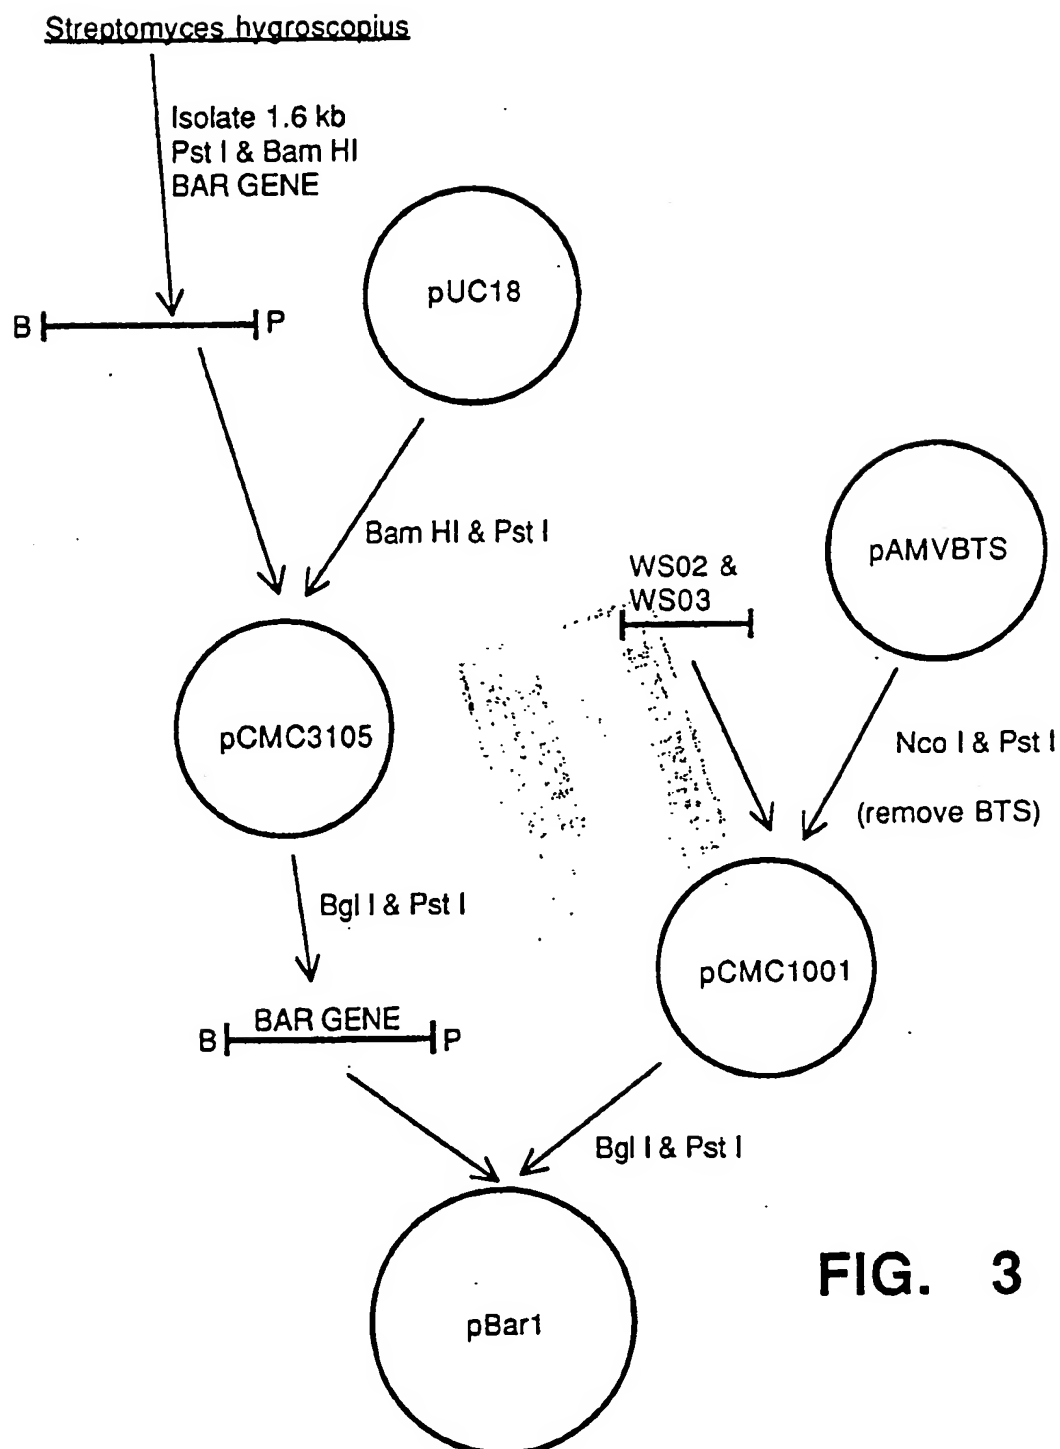 Streptomyces hygroscopius
Isolate 1.6 kb
Pst I & Bam HI
BAR GENE
pUC18
B
P
Bam HI & Pst I
pAMVBTS
WS02 &
WS03
pCMC3105
Nco I & Pst I
(remove BTS)
Bgl I & Pst I
pCMC1001
BAR GENE
B
P
Bgl I & Pst I
FIG. 3
pBar1